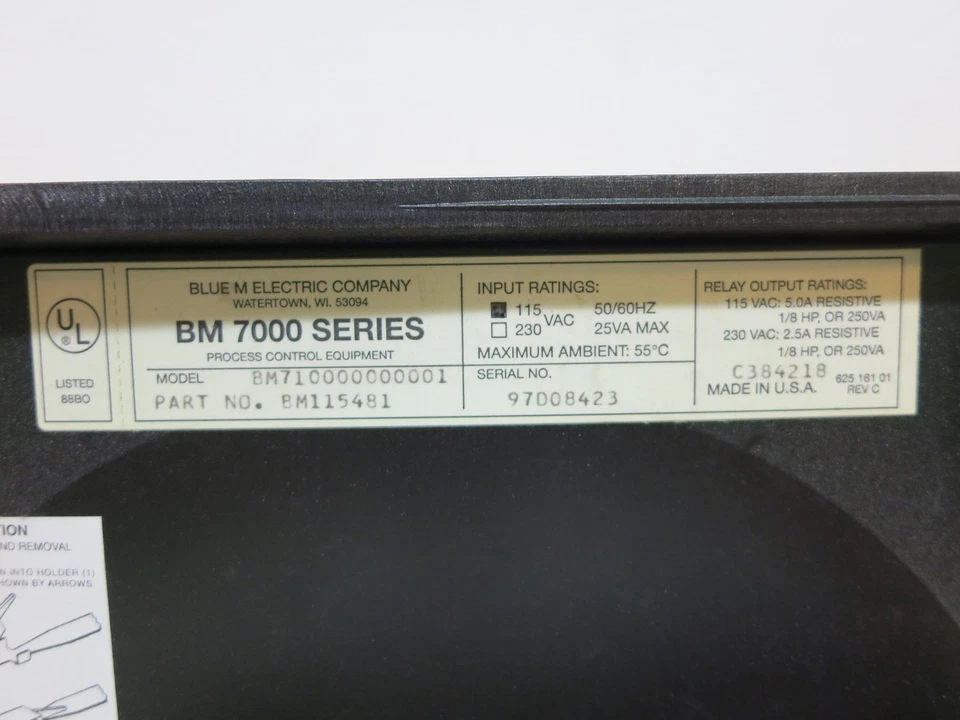 UL
®
LISTED
88BO
BLUE M ELECTRIC COMPANY
WATERTOWN, WI. 53094
BM 7000 SERIES
PROCESS CONTROL EQUIPMENT
MODEL BM710000000001
PART NO. BM115481
INPUT RATINGS:
115 VAC 50/60HZ
230 25VA MAX
MAXIMUM AMBIENT: 55°C
SERIAL NO.
97D08423
RELAY OUTPUT RATINGS:
115 VAC: 5.0A RESISTIVE
1/8 HP, OR 250VA
230 VAC: 2.5A RESISTIVE
1/8 HP, OR 250VA
C384218
MADE IN U.S.A.
625 161 01
REV C
TION
ND REMOVAL
N INTO HOLDER (1)
HOWN BY ARROWS.